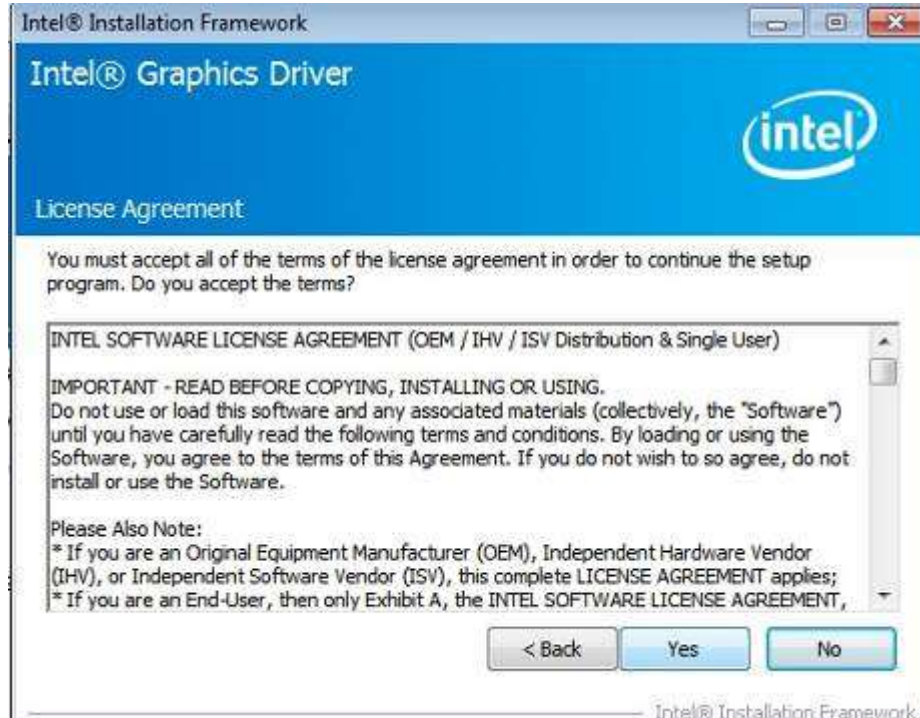 Intel® Installation Framework
Intel® Graphics Driver
intel
License Agreement
You must accept all of the terms of the license agreement in order to continue the setup
program. Do you accept the terms?
INTEL SOFTWARE LICENSE AGREEMENT (OEM / IHV / ISV Distribution & Single User)
IMPORTANT - READ BEFORE COPYING, INSTALLING OR USING.
Do not use or load this software and any associated materials (collectively, the "Software")
until you have carefully read the following terms and conditions. By loading or using the
Software, you agree to the terms of this Agreement. If you do not wish to so agree, do not
install or use the Software.
Please Also Note:
* If you are an Original Equipment Manufacturer (OEM), Independent Hardware Vendor
(IHV), or Independent Software Vendor (ISV), this complete LICENSE AGREEMENT applies;
* If you are an End-User, then only Exhibit A, the INTEL SOFTWARE LICENSE AGREEMENT,
< Back Yes No
Intel® Installation Framework